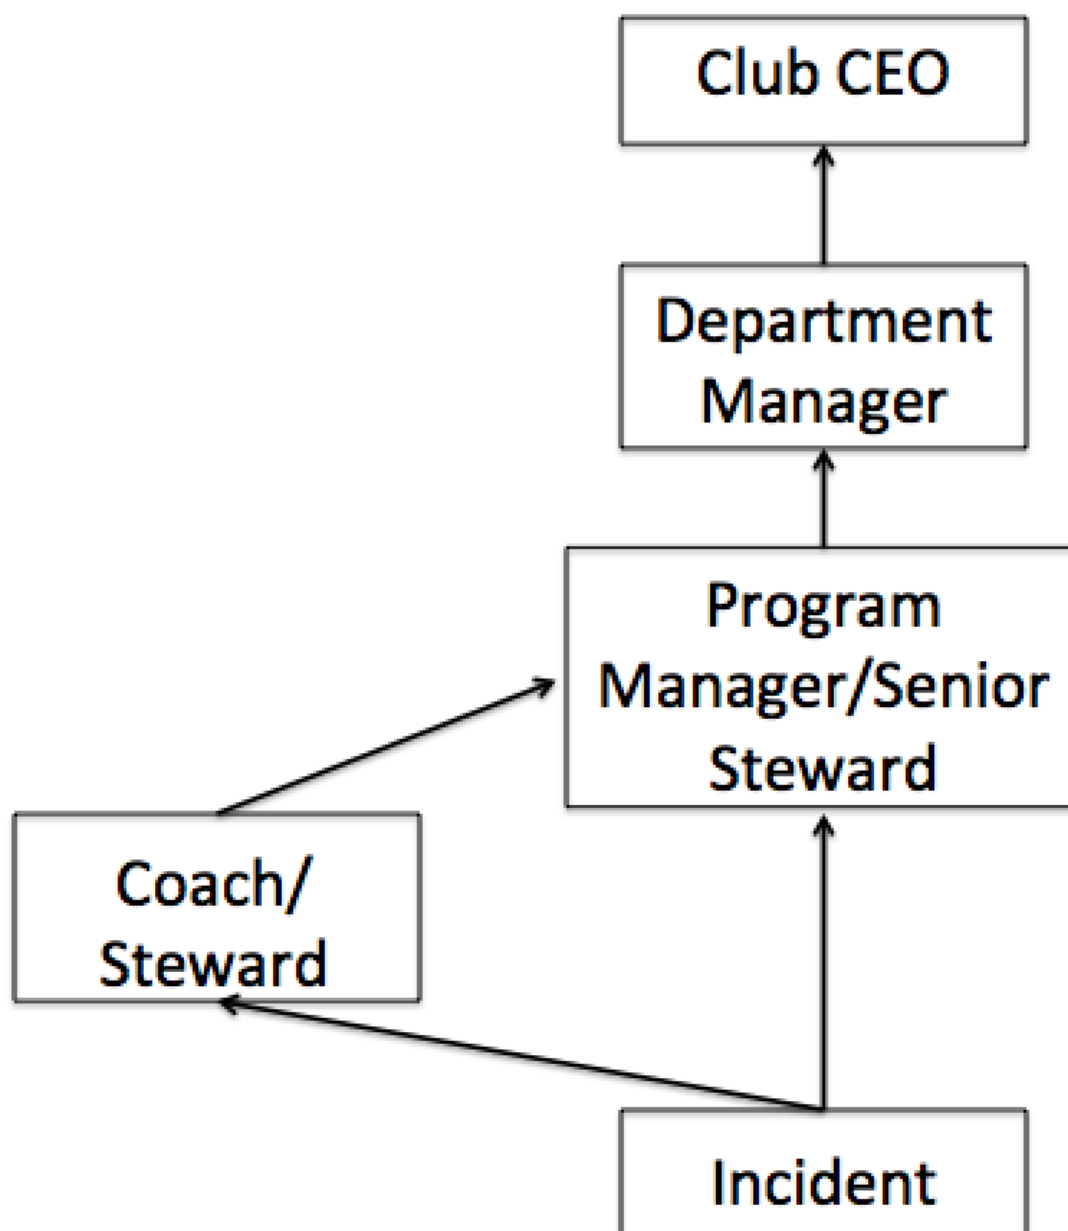 Club CEO
Department
Manager
Program
Manager/Senior
Steward
Coach/
Steward
Incident